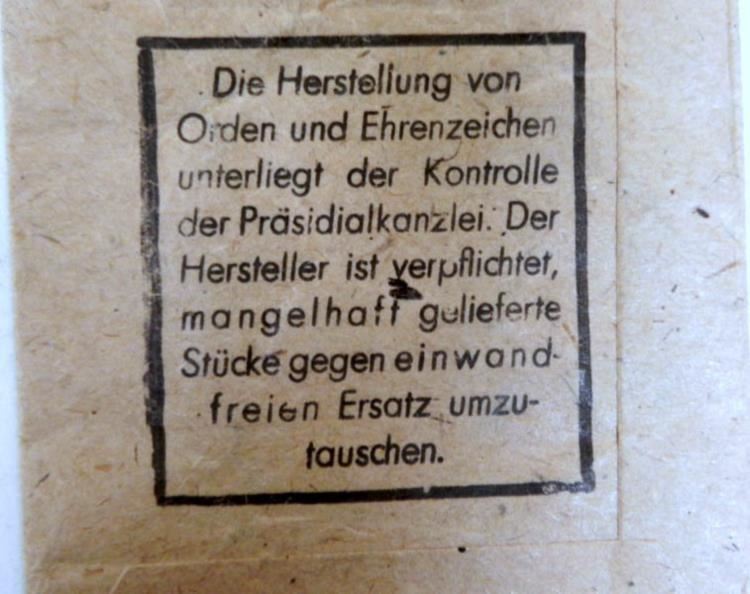 Die Herstellung von
Orden und Ehrenzeichen
unterliegt der Kontrolle
der Präsidialkanzlei. Der
Hersteller ist verpflichtet,
mangelhaft gelieferte
Stücke gegen einwand-
freien Ersatz umzu-
tauschen.